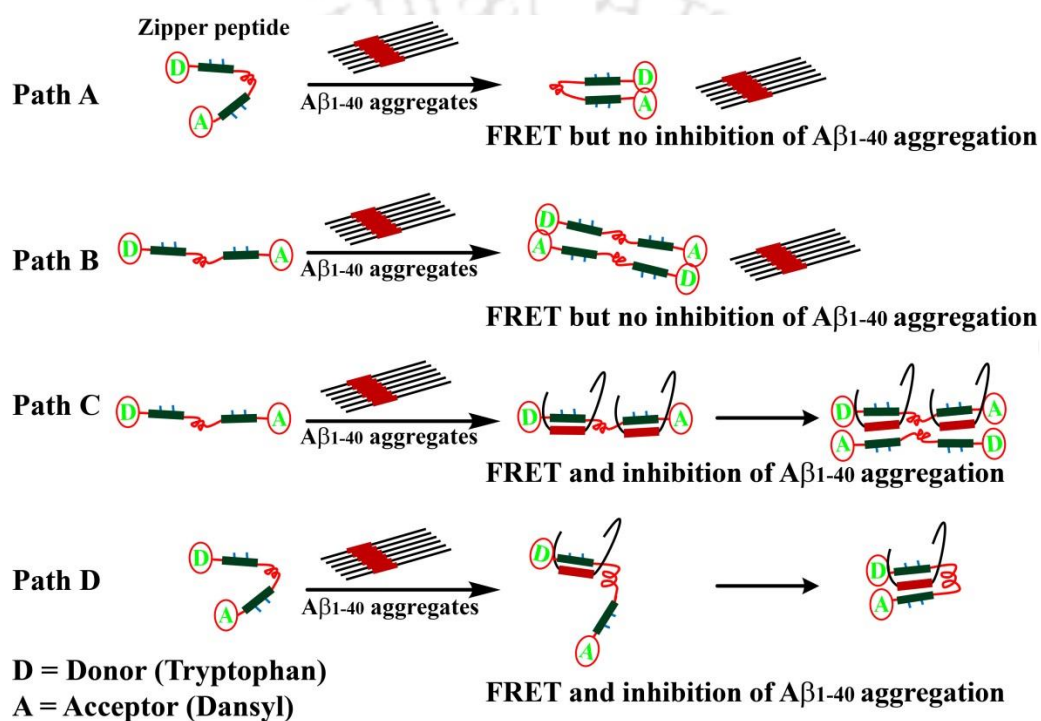 Zipper peptide
D
A
Path A
Aβ1-40 aggregates
D
A
FRET but no inhibition of Aβ1-40 aggregation
Path B
D
A
Aβ1-40 aggregates
D
A
A
D
FRET but no inhibition of Aβ1-40 aggregation
Path C
D
A
Aβ1-40 aggregates
D
A
D
A
A
D
FRET and inhibition of Aβ1-40 aggregation
Path D
D
A
Aβ1-40 aggregates
D
A
D
A
FRET and inhibition of Aβ1-40 aggregation
D = Donor (Tryptophan)
A = Acceptor (Dansyl)